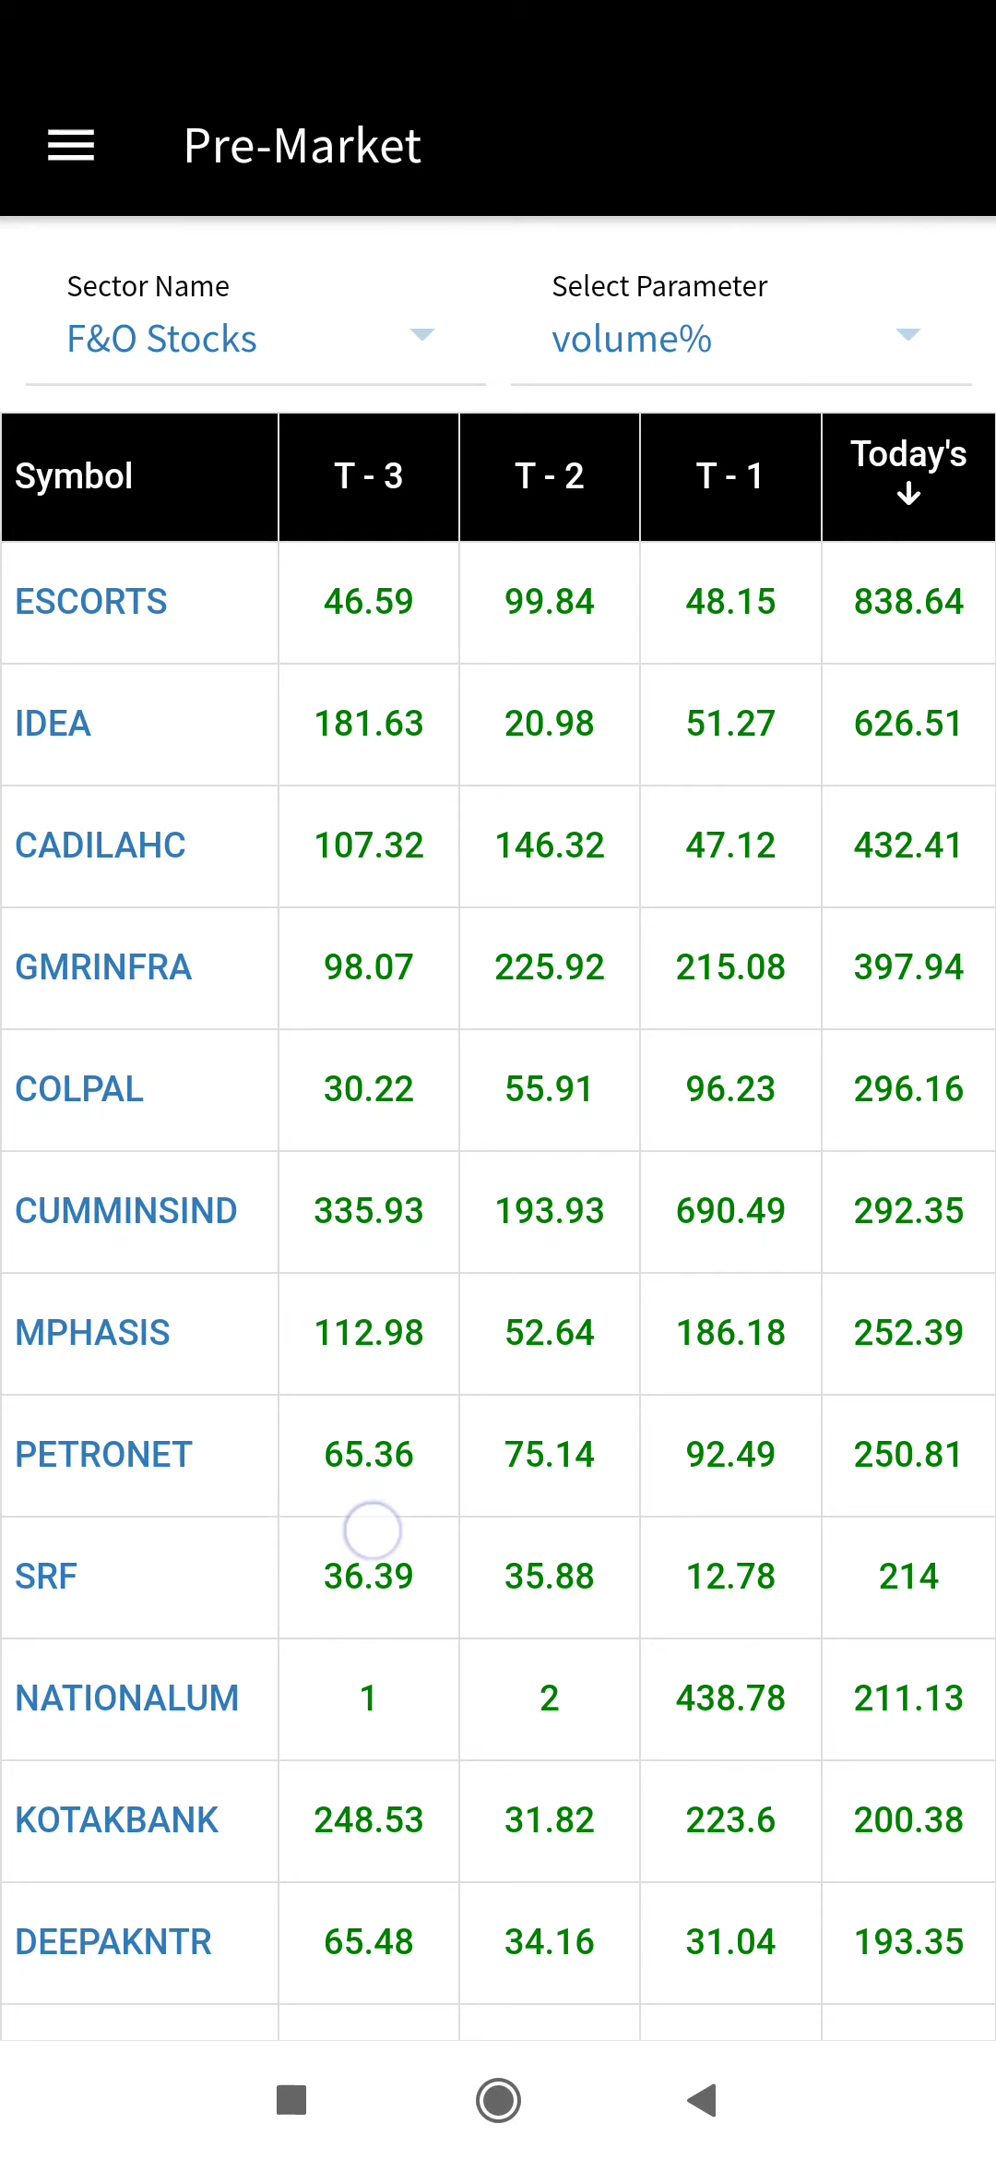 Pre-Market
Sector Name Select Parameter
F&O Stocks volume%
Symbol T - 3 T - 2 T - 1 Today's ↓
ESCORTS 46.59 99.84 48.15 838.64
IDEA 181.63 20.98 51.27 626.51
CADILAHC 107.32 146.32 47.12 432.41
GMRINFRA 98.07 225.92 215.08 397.94
COLPAL 30.22 55.91 96.23 296.16
CUMMINSIND 335.93 193.93 690.49 292.35
MPHASIS 112.98 52.64 186.18 252.39
PETRONET 65.36 75.14 92.49 250.81
SRF 36.39 35.88 12.78 214
NATIONALUM 1 2 438.78 211.13
KOTAKBANK 248.53 31.82 223.6 200.38
DEEPAKNTR 65.48 34.16 31.04 193.35